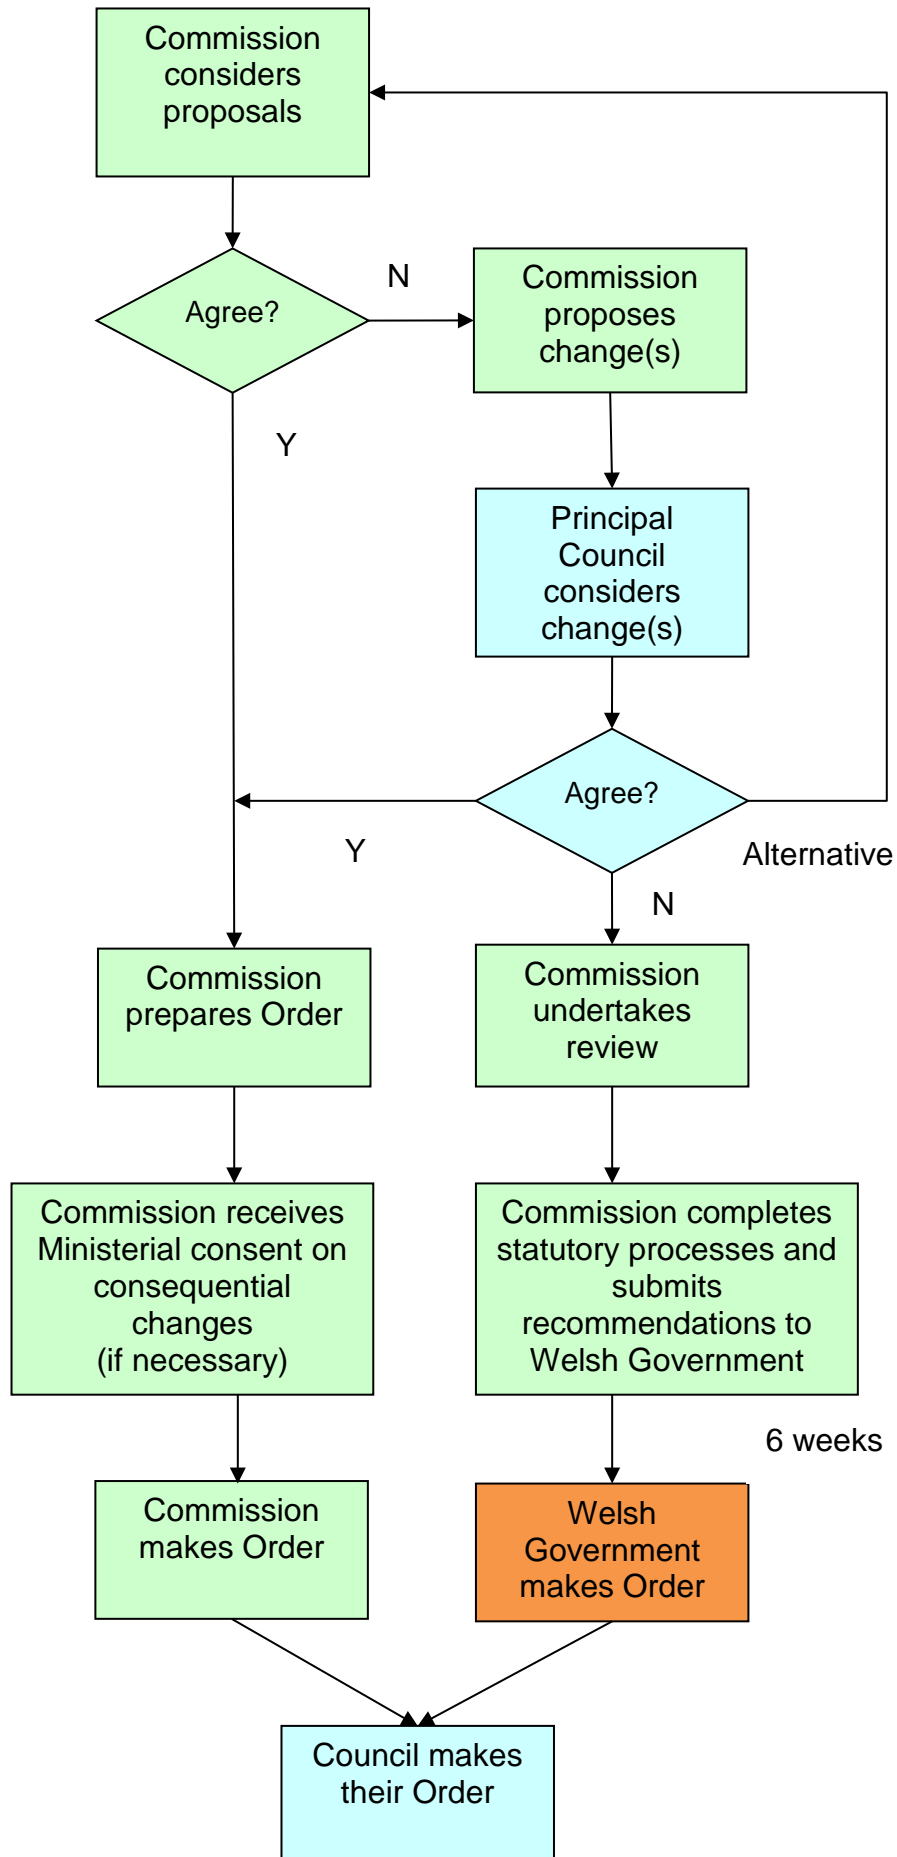 Commission
considers
proposals
Agree?
N
Commission
proposes
change(s)
Y
Principal
Council
considers
change(s)
Agree?
Y
Alternative
N
Commission
prepares Order
Commission
undertakes
review
Commission receives
Ministerial consent on
consequential
changes
(if necessary)
Commission completes
statutory processes and
submits
recommendations to
Welsh Government
6 weeks
Commission
makes Order
Welsh
Government
makes Order
Council makes
their Order